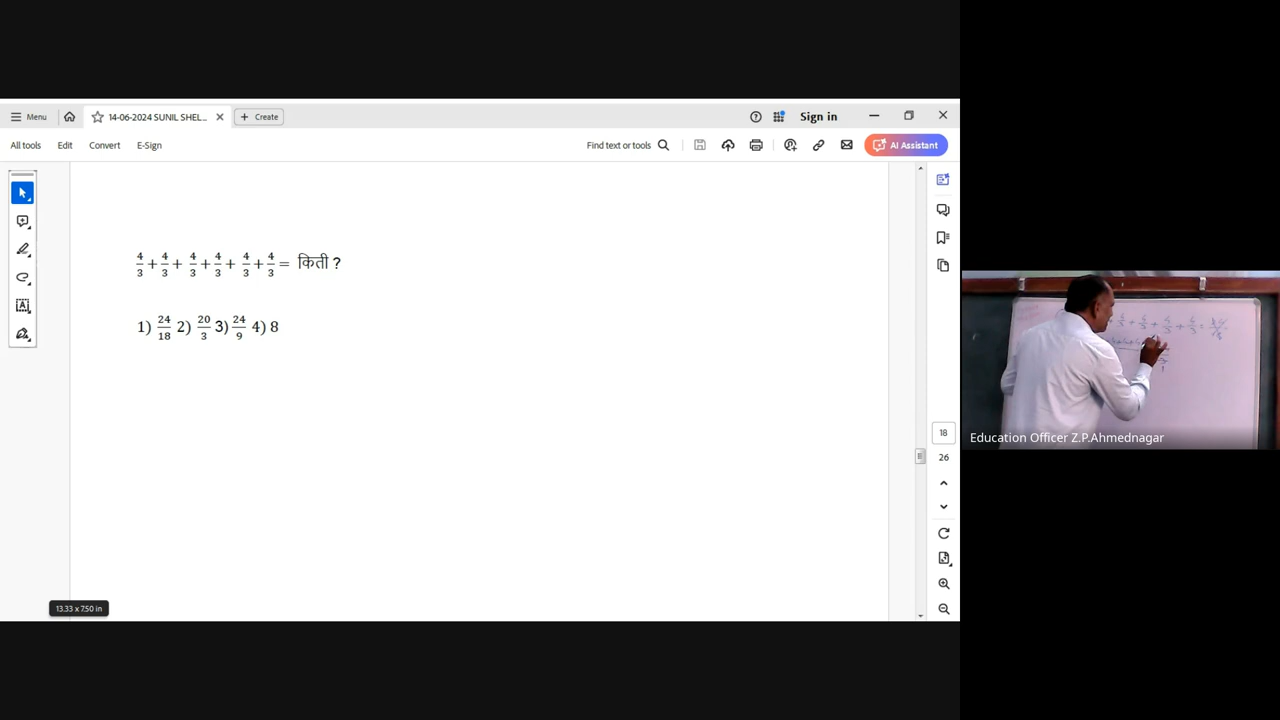 Menu
14-06-2024 SUNIL SHEL...
Create
Sign in
All tools
Edit
Convert
E-Sign
Find text or tools
AI Assistant
4/3 + 4/3 + 4/3 + 4/3 + 4/3 + 4/3 = किती ?
1) 24/18 2) 20/3 3) 24/9 4) 8
18
26
13.33 x 7.50 in
Education Officer Z.P.Ahmednagar